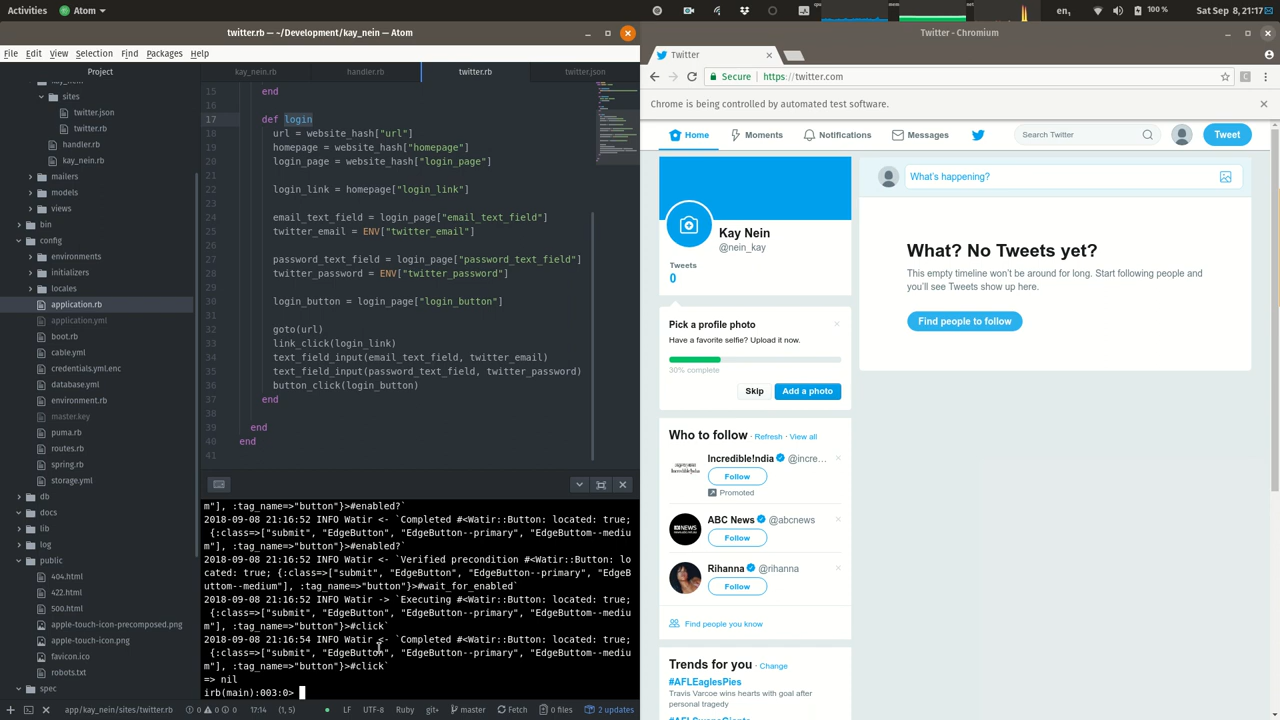 Activities
Atom
en
100 %
Sat Sep 8, 21:17
twitter.rb — ~/Development/kay_nein — Atom
File Edit View Selection Find Packages Help
Project
sites
twitter.json
twitter.rb
handler.rb
kay_nein.rb
mailers
models
views
bin
config
environments
initializers
locales
application.rb
application.yml
boot.rb
cable.yml
credentials.yml.enc
database.yml
environment.rb
master.key
puma.rb
routes.rb
spring.rb
storage.yml
db
docs
lib
log
public
404.html
422.html
500.html
apple-touch-icon-precomposed.png
apple-touch-icon.png
favicon.ico
robots.txt
spec
kay_nein.rb
handler.rb
twitter.rb
twitter.json
15 end
16
17 def login
18 url = website_hash["url"]
19 homepage = website_hash["homepage"]
20 login_page = website_hash["login_page"]
21
22 login_link = homepage["login_link"]
23
24 email_text_field = login_page["email_text_field"]
25 twitter_email = ENV["twitter_email"]
26
27 password_text_field = login_page["password_text_field"]
28 twitter_password = ENV["twitter_password"]
29
30 login_button = login_page["login_button"]
31
32 goto(url)
33 link_click(login_link)
34 text_field_input(email_text_field, twitter_email)
35 text_field_input(password_text_field, twitter_password)
36 button_click(login_button)
37 end
38
39 end
40 end
41
m"], :tag_name=>"button"}>#enabled?`
2018-09-08 21:16:52 INFO Watir <- `Completed #<Watir::Button: located: true;
{:class=>["submit", "EdgeButton", "EdgeButton--primary", "EdgeButtom--mediu
m"], :tag_name=>"button"}>#enabled?`
2018-09-08 21:16:52 INFO Watir <- `Verified precondition #<Watir::Button: lo
cated: true; {:class=>["submit", "EdgeButton", "EdgeButton--primary", "EdgeB
uttom--medium"], :tag_name=>"button"}>#wait_for_enabled`
2018-09-08 21:16:52 INFO Watir -> `Executing #<Watir::Button: located: true;
{:class=>["submit", "EdgeButton", "EdgeButton--primary", "EdgeButtom--mediu
m"], :tag_name=>"button"}>#click`
2018-09-08 21:16:54 INFO Watir <- `Completed #<Watir::Button: located: true;
{:class=>["submit", "EdgeButton", "EdgeButton--primary", "EdgeButtom--mediu
m"], :tag_name=>"button"}>#click`
=> nil
irb(main):003:0>
app/kay_nein/sites/twitter.rb 0 0 0 17:14 (1, 5) LF UTF-8 Ruby git+ master Fetch 0 files 2 updates
Twitter - Chromium
Twitter
Secure https://twitter.com
Chrome is being controlled by automated test software.
Home Moments Notifications Messages Search Twitter Tweet
Kay Nein
@nein_kay
Tweets
0
Pick a profile photo
Have a favorite selfie? Upload it now.
30% complete
Skip Add a photo
Who to follow · Refresh · View all
Incredible!ndia @incre...
Follow
Promoted
ABC News @abcnews
Follow
Rihanna @rihanna
Follow
Find people you know
Trends for you · Change
#AFLEaglesPies
Travis Varcoe wins hearts with goal after
personal tragedy
What's happening?
What? No Tweets yet?
This empty timeline won't be around for long. Start following people and
you'll see Tweets show up here.
Find people to follow